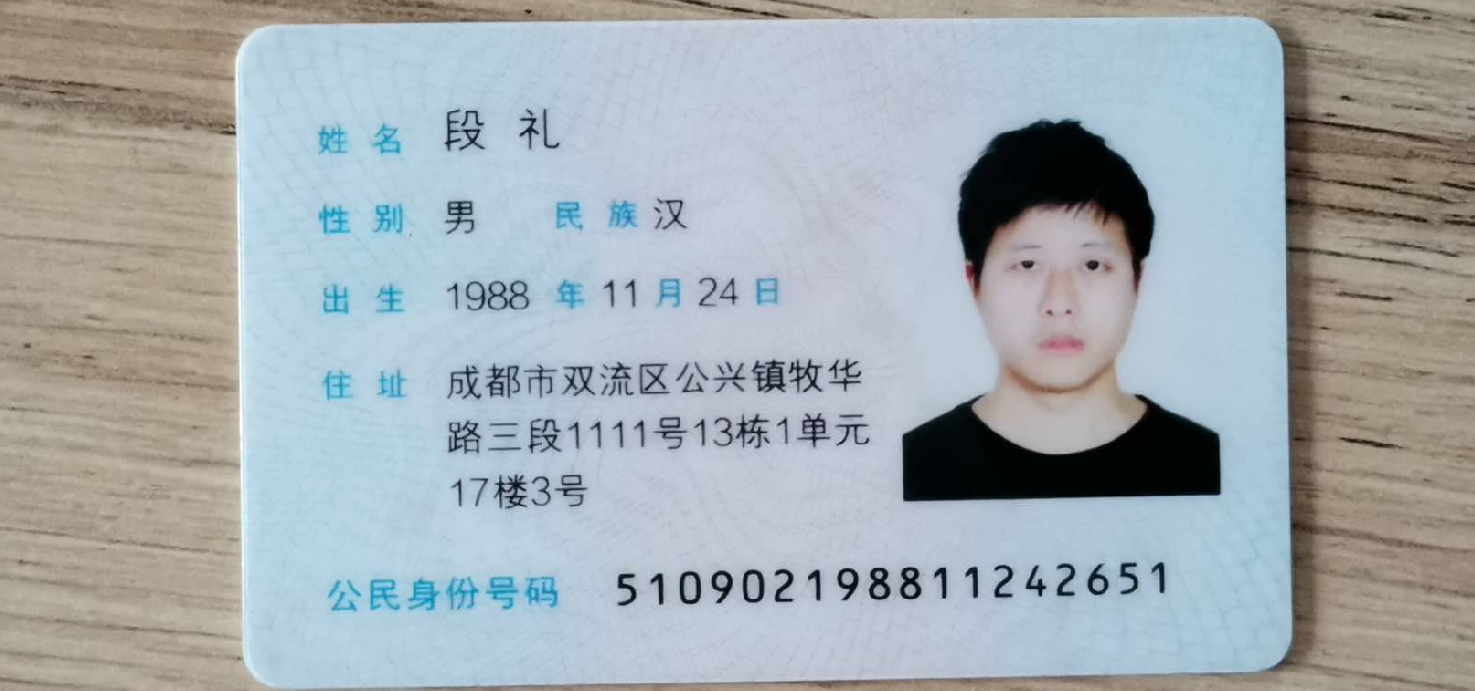 姓名 段礼
性别 男 民族 汉
出生 1988 年 11 月 24 日
住址 成都市双流区公兴镇牧华
路三段1111号13栋1单元
17楼3号
公民身份号码 510902198811242651